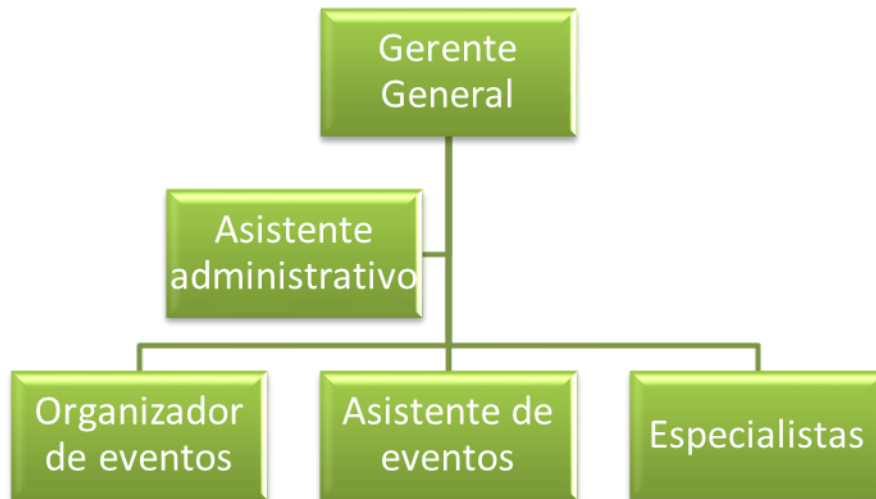 Gerente
General
Asistente
administrativo
Organizador
de eventos
Asistente de
eventos
Especialistas